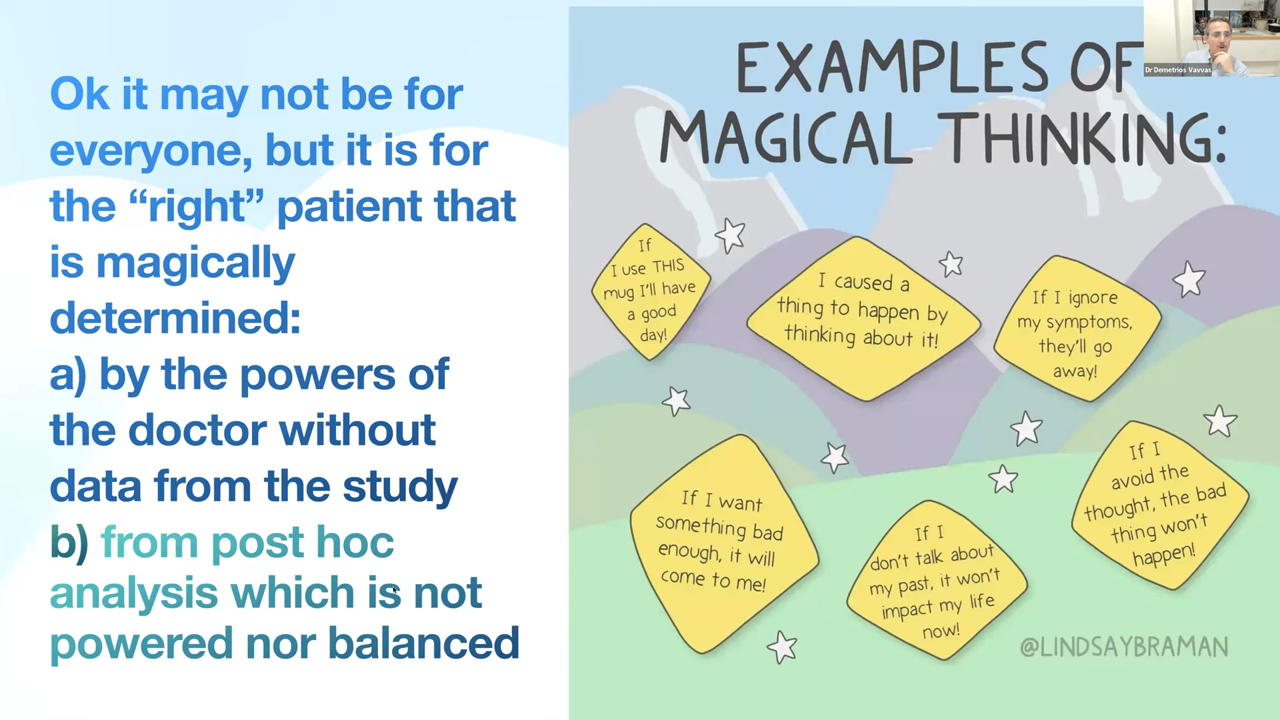 Ok it may not be for
everyone, but it is for
the “right” patient that
is magically
determined:
a) by the powers of
the doctor without
data from the study
b) from post hoc
analysis which is not
powered nor balanced
EXAMPLES OF
MAGICAL THINKING:
If
I use THIS
mug I'll have
a good
day!
I caused a
thing to happen by
thinking about it!
If I ignore
my symptoms,
they'll go
away!
If I want
something bad
enough, it will
come to me!
If I
don't talk about
my past, it won't
impact my life
now!
If I
avoid the
thought, the bad
thing won't
happen!
@LINDSAYBRAMAN
Dr Demetrios Vavvas